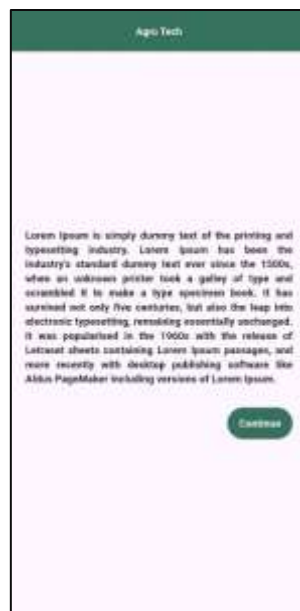 Agro Tech
Lorem Ipsum is simply dummy text of the printing and
typesetting industry. Lorem Ipsum has been the
industry's standard dummy text ever since the 1500s,
when an unknown printer took a galley of type and
scrambled it to make a type specimen book. It has
survived not only five centuries, but also the leap into
electronic typesetting, remaining essentially unchanged.
It was popularised in the 1960s with the release of
Letraset sheets containing Lorem Ipsum passages, and
more recently with desktop publishing software like
Aldus PageMaker including versions of Lorem Ipsum.
Continue